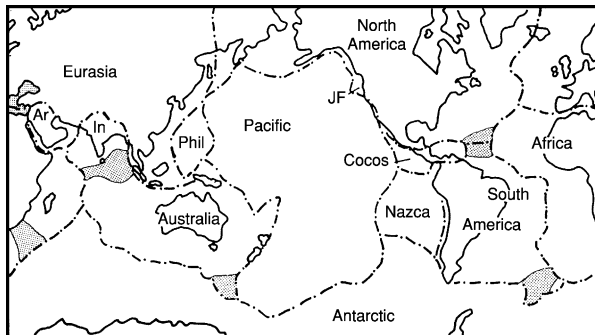 North
America
Eurasia
JF
Ar
In
Phil
Pacific
Africa
Cocos
South
America
Nazca
Australia
Antarctic